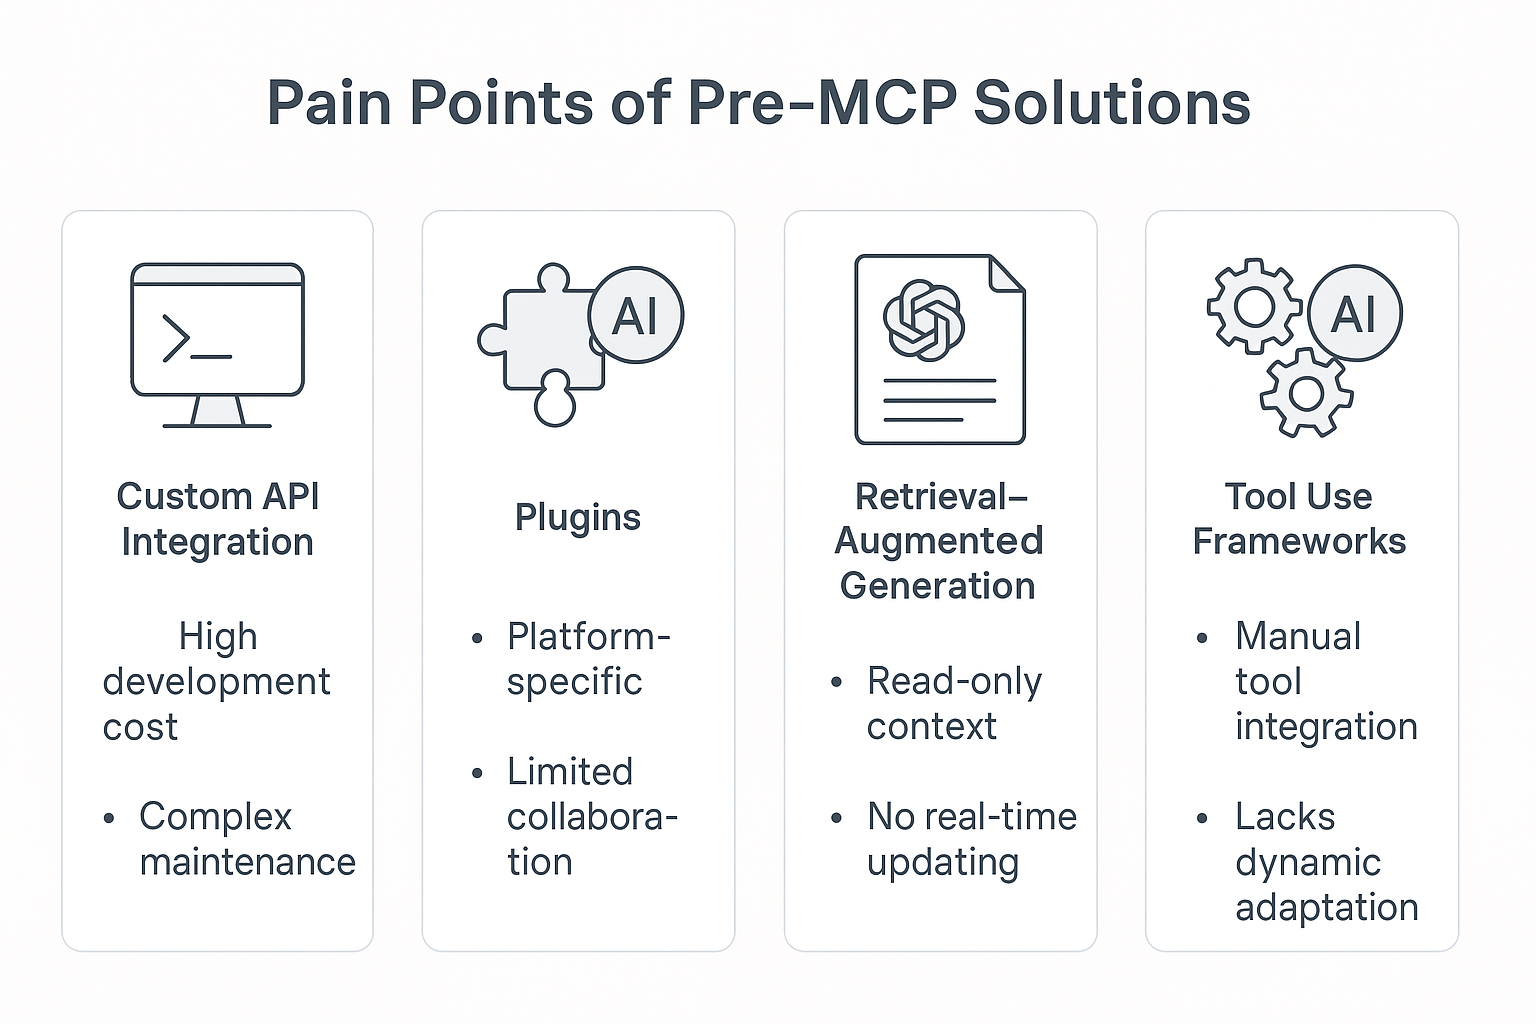 Pain Points of Pre-MCP Solutions
>_
AI
AI
Custom API
Integration
High
development
cost
• Complex
maintenance
Plugins
• Platform-
specific
• Limited
collabora-
tion
Retrieval–
Augmented
Generation
• Read-only
context
• No real-time
updating
Tool Use
Frameworks
• Manual
tool
integration
• Lacks
dynamic
adaptation